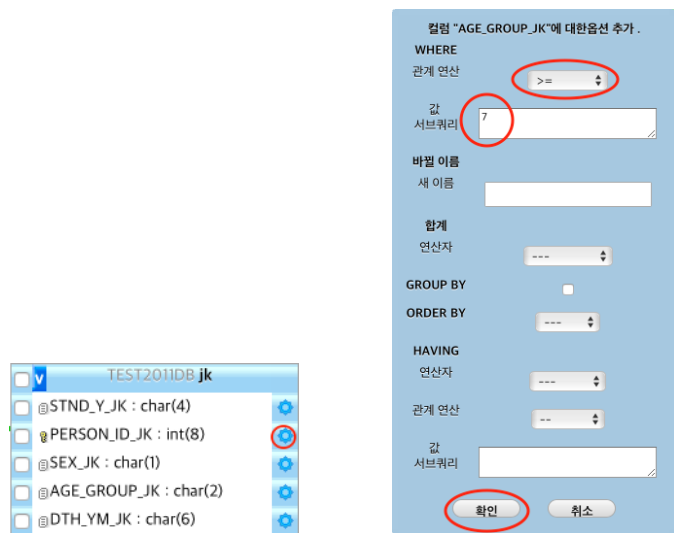 TEST2011DB jk
STND_Y_JK : char(4)
PERSON_ID_JK : int(8)
SEX_JK : char(1)
AGE_GROUP_JK : char(2)
DTH_YM_JK : char(6)
컬럼 "AGE_GROUP_JK"에 대한옵션 추가 .
WHERE
관계 연산
>=
값
서브쿼리
7
바뀔 이름
새 이름
합계
연산자
---
GROUP BY
ORDER BY
---
HAVING
연산자
---
관계 연산
--
값
서브쿼리
확인
취소